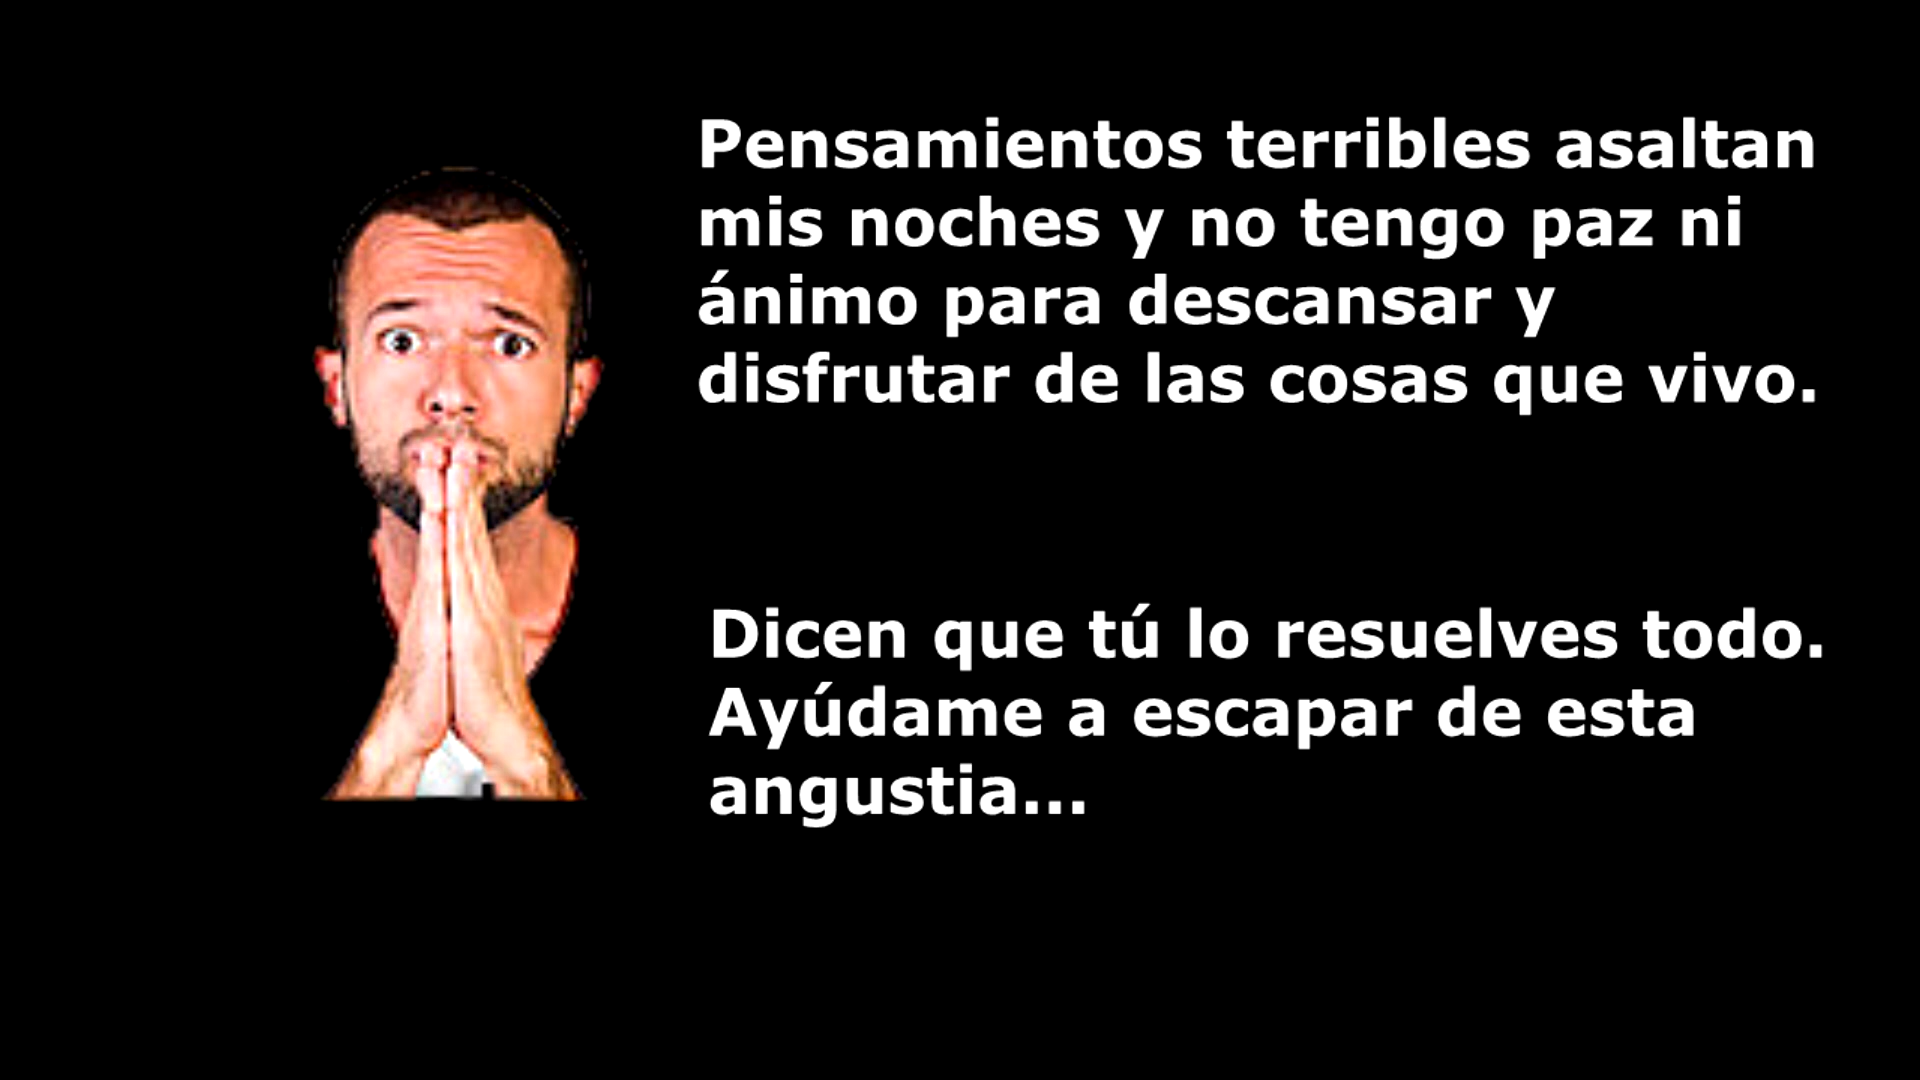 Pensamientos terribles asaltan
mis noches y no tengo paz ni
ánimo para descansar y
disfrutar de las cosas que vivo.
Dicen que tú lo resuelves todo.
Ayúdame a escapar de esta
angustia...